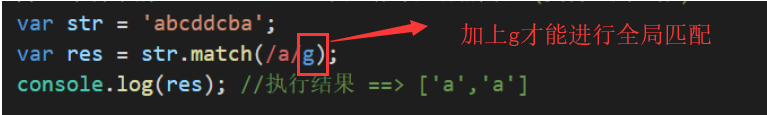 var str = 'abcddcba';
var res = str.match(/a/g);
加上g才能进行全局匹配
console.log(res); //执行结果 ==> ['a','a']